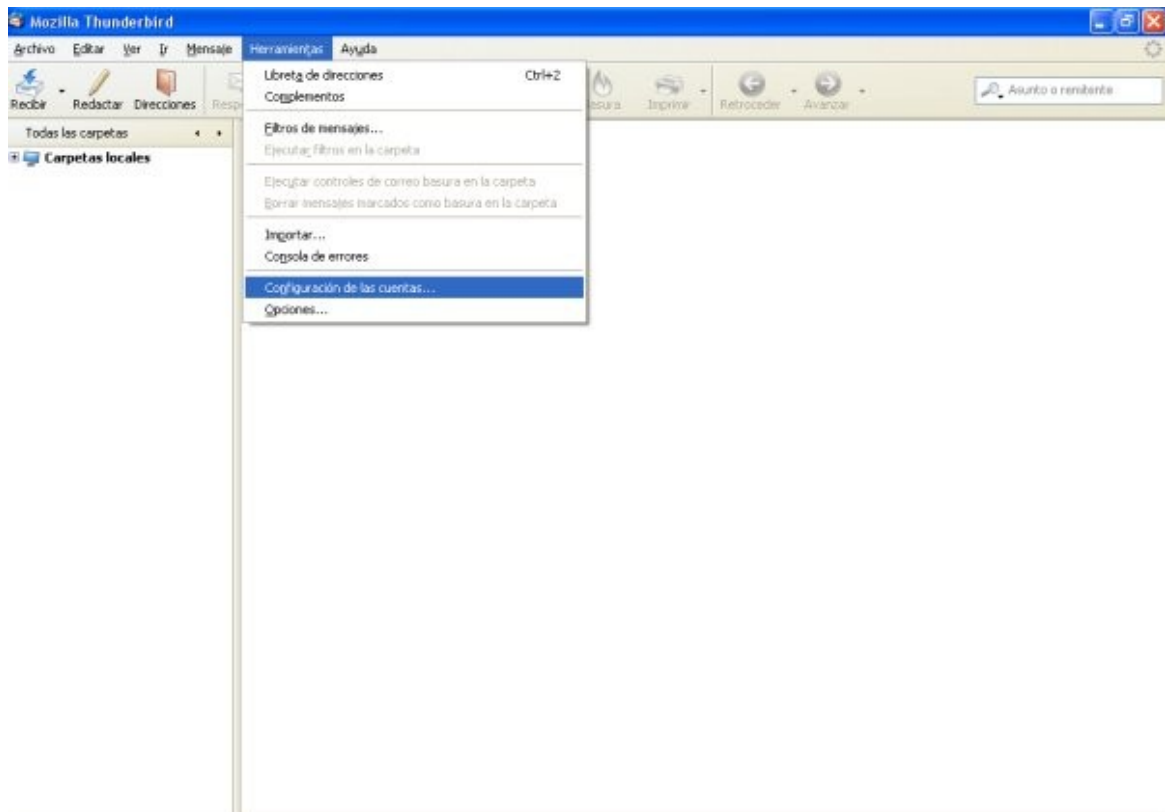 Mozilla Thunderbird
Archivo Editar Ver Ir Mensaje Herramientas Ayuda
Recibir Redactar Direcciones Imprimir Retroceder Avanzar Asunto o remitente
Todas las carpetas
Carpetas locales
Libreta de direcciones Ctrl+2
Complementos
Filtros de mensajes...
Ejecutar filtros en la carpeta
Ejecutar controles de correo basura en la carpeta
Borrar mensajes marcados como basura en la carpeta
Importar...
Consola de errores
Configuración de las cuentas...
Opciones...